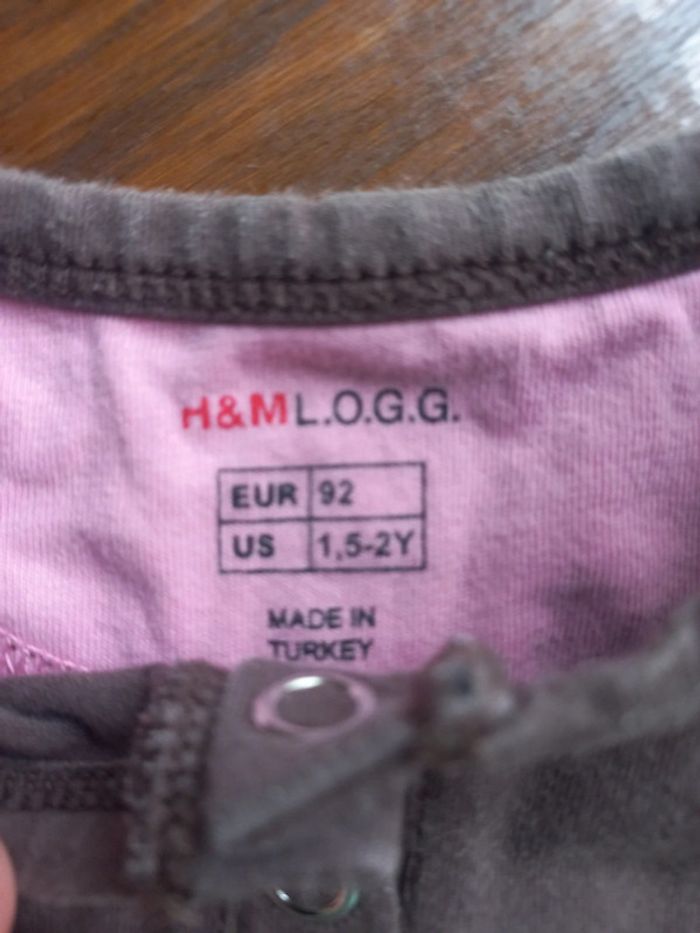 H&M L.O.G.G.
EUR 92
US 1,5-2Y
MADE IN
TURKEY